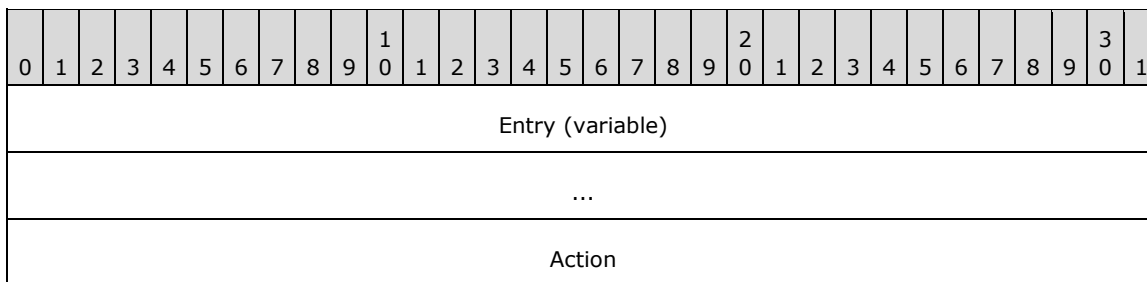 1 2 3
0 1 2 3 4 5 6 7 8 9 0 1 2 3 4 5 6 7 8 9 0 1 2 3 4 5 6 7 8 9 0 1
Entry (variable)
...
Action